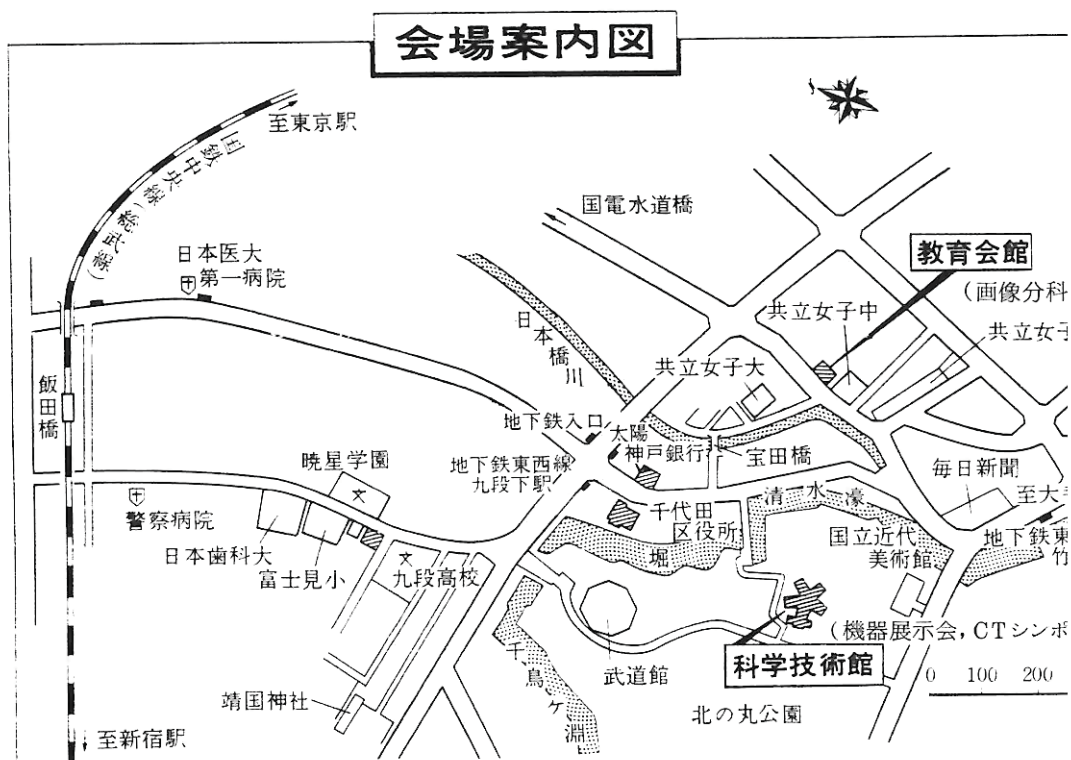 会場案内図
至東京駅
国鉄中央線(総武線)
国電水道橋
日本医大
第一病院
教育会館
(画像分科
共立女子中
共立女子
日本橋川
共立女子大
飯田橋
地下鉄入口
太陽
神戸銀行
宝田橋
暁星学園
地下鉄東西線
九段下駅
毎日新聞
至大手
警察病院
千代田
区役所
清水濠
国立近代
美術館
地下鉄東
竹
日本歯科大
富士見小
九段高校
堀
(機器展示会,CTシンポ
科学技術館
0 100 200
千鳥ケ淵
武道館
靖国神社
北の丸公園
至新宿駅